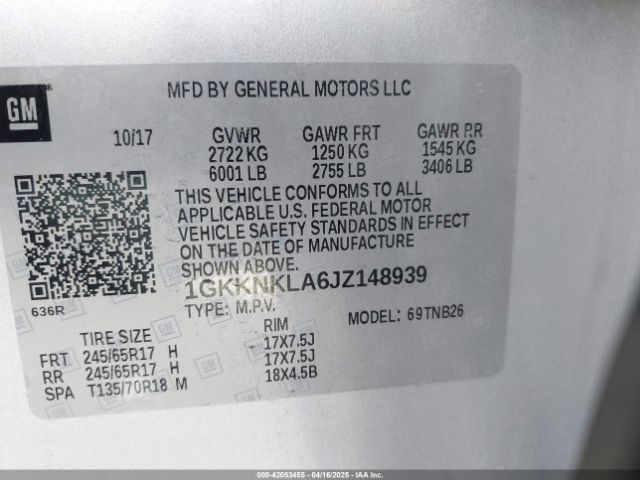 GM
MFD BY GENERAL MOTORS LLC
10/17 GVWR GAWR FRT GAWR RR
2722 KG 1250 KG 1545 KG
6001 LB 2755 LB 3406 LB
THIS VEHICLE CONFORMS TO ALL
APPLICABLE U.S. FEDERAL MOTOR
VEHICLE SAFETY STANDARDS IN EFFECT
ON THE DATE OF MANUFACTURE
SHOWN ABOVE.
1GKKNKLA6JZ148939
636R
TYPE: M.P.V. MODEL: 69TNB26
TIRE SIZE RIM
FRT 245/65R17 H 17X7.5J
RR 245/65R17 H 17X7.5J
SPA T135/70R18 M 18X4.5B
000-42053455 - 04/16/2025 - IAAI.COM